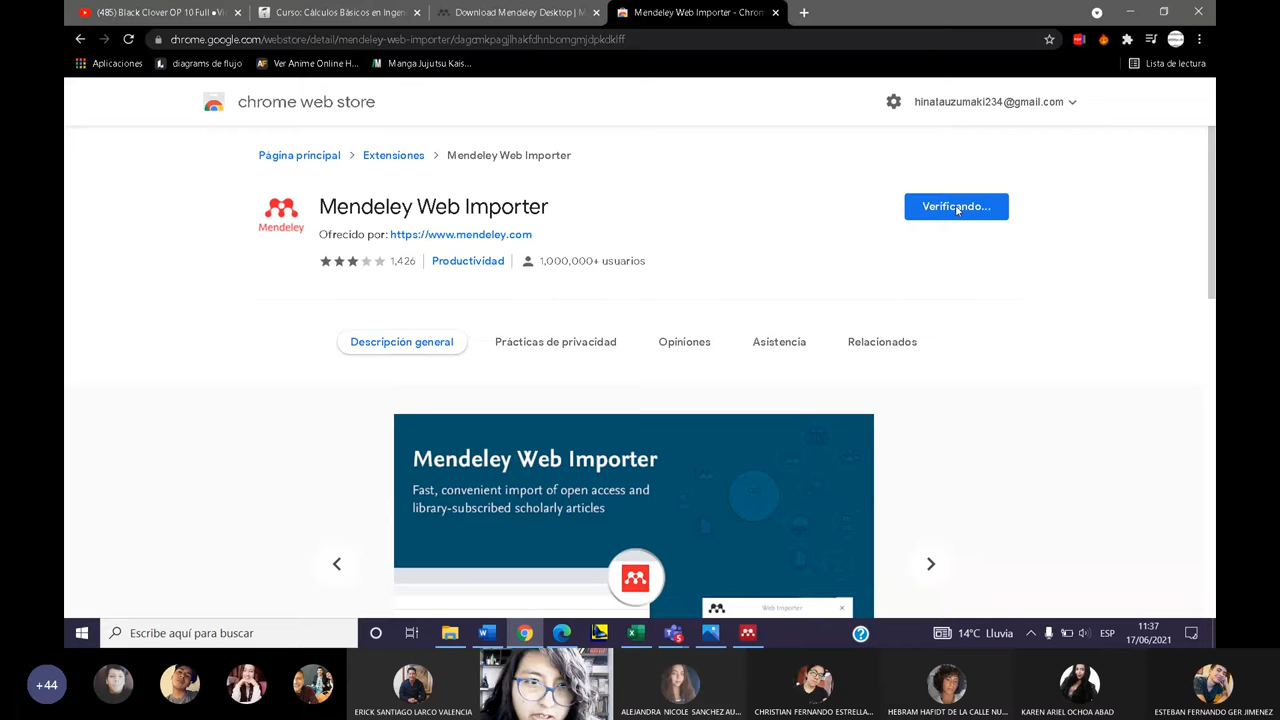 (485) Black Clover OP 10 Full ●Vi
Curso: Cálculos Básicos en Ingen
Download Mendeley Desktop | M
Mendeley Web Importer - Chrom
chrome.google.com/webstore/detail/mendeley-web-importer/dagcmkpagjlhakfdhnbomgmjdpkdklff
Aplicaciones
diagrams de flujo
Ver Anime Online H...
Manga Jujutsu Kais...
Lista de lectura
chrome web store
hinatauzumaki234@gmail.com
Página principal > Extensiones > Mendeley Web Importer
Mendeley
Mendeley Web Importer
Verificando...
Ofrecido por: https://www.mendeley.com
1,426
Productividad
1,000,000+ usuarios
Descripción general
Prácticas de privacidad
Opiniones
Asistencia
Relacionados
Mendeley Web Importer
Fast, convenient import of open access and
library-subscribed scholarly articles
Web Importer
Escribe aquí para buscar
14°C Lluvia
ESP
11:37
17/06/2021
+44
ERICK SANTIAGO LARCO VALENCIA
ALEJANDRA NICOLE SANCHEZ AU...
CHRISTIAN FERNANDO ESTRELLA...
HEBRAM HAFIDT DE LA CALLE NU...
KAREN ARIEL OCHOA ABAD
ESTEBAN FERNANDO GER JIMENEZ